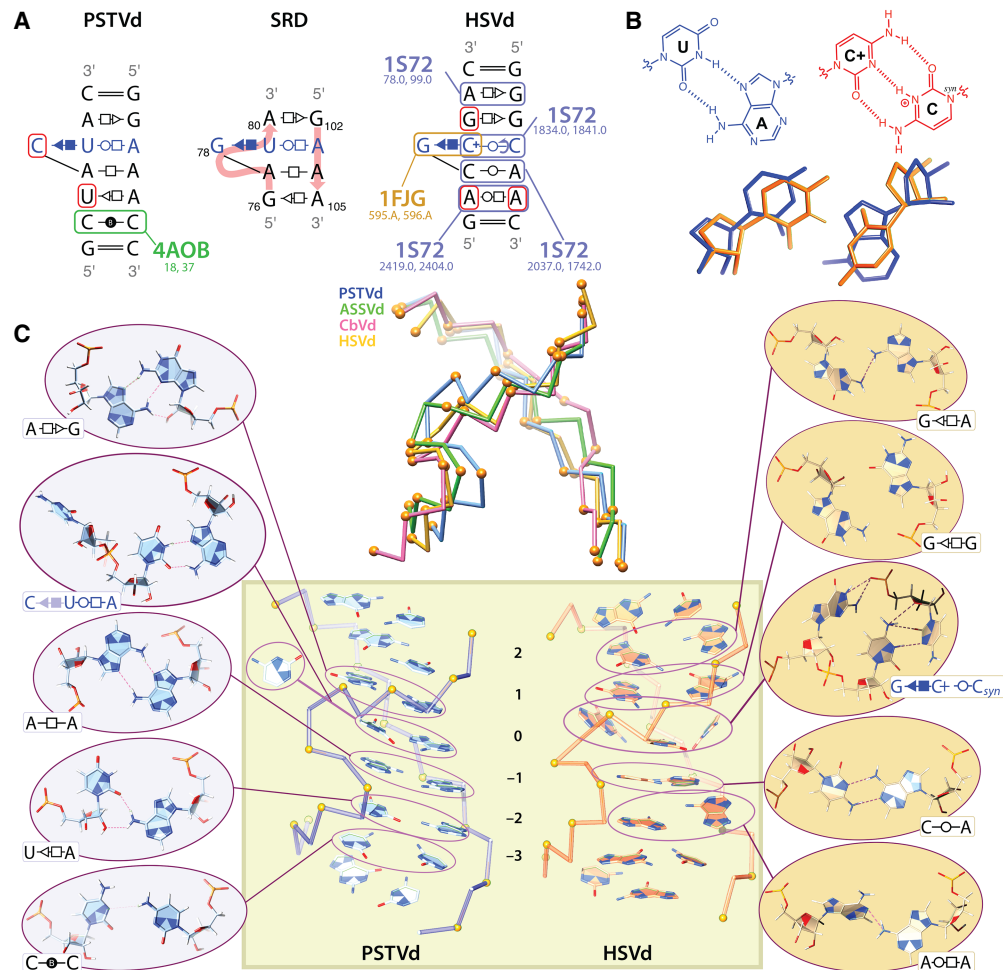 A
PSTVd
SRD
HSVd
B
3' 5'
C G
A G
C U A
A A
U A
C B C
G C
5' 3'
4AOB
18, 37
3' 5'
80 A G 102
78 G U A
A A
76 G A 105
5' 3'
3' 5'
C G
1S72
78.0, 99.0
A G
G G
1S72
1834.0, 1841.0
G C+ C
C A
1FJG
595.A, 596.A
A A
G C
5' 3'
1S72
2419.0, 2404.0
1S72
2037.0, 1742.0
U
O
N H
O
N
H N
N
H
N
A
N
N
H
N H
C+
N
N
O
O
H N
C
N syn
⊕
H N
H
C
PSTVd
ASSVd
CbVd
HSVd
A G
C U A
A A
U A
C B C
2
1
0
−1
−2
−3
PSTVd
HSVd
G A
G G
G C+ Csyn
C A
A A